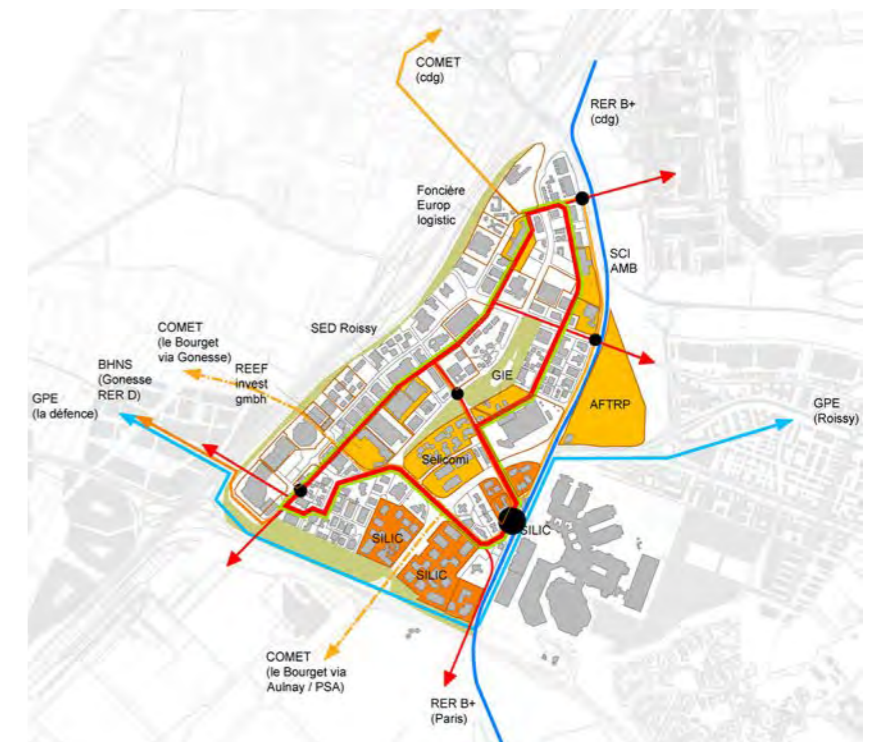 COMET
(cdg)
RER B+
(cdg)
Foncière
Europ
logistic
SCI
AMB
SED Roissy
COMET
(le Bourget
via Gonesse)
BHNS
(Gonesse
RER D)
REEF
invest
gmbh
GPE
(la défence)
GIE
AFTRP
GPE
(Roissy)
Selicomi
SILIC
SILIC
SILIC
COMET
(le Bourget via
Aulnay / PSA)
RER B+
(Paris)